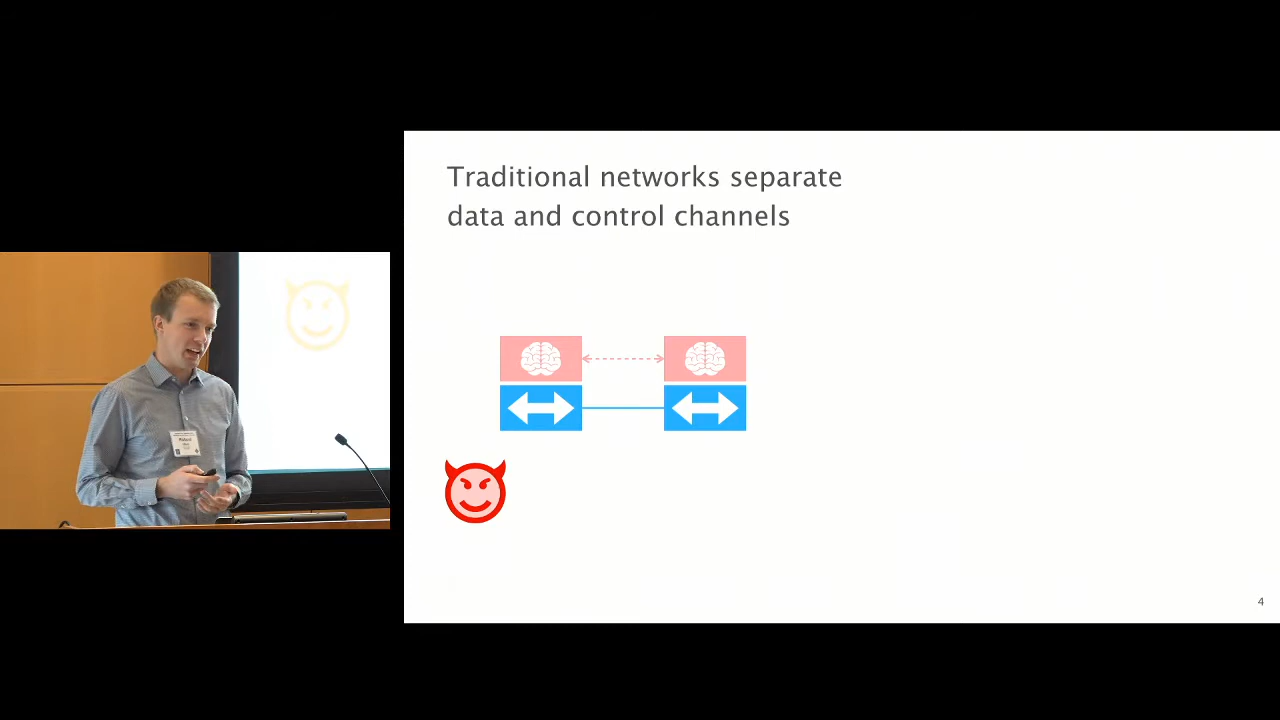 Traditional networks separate
data and control channels
4